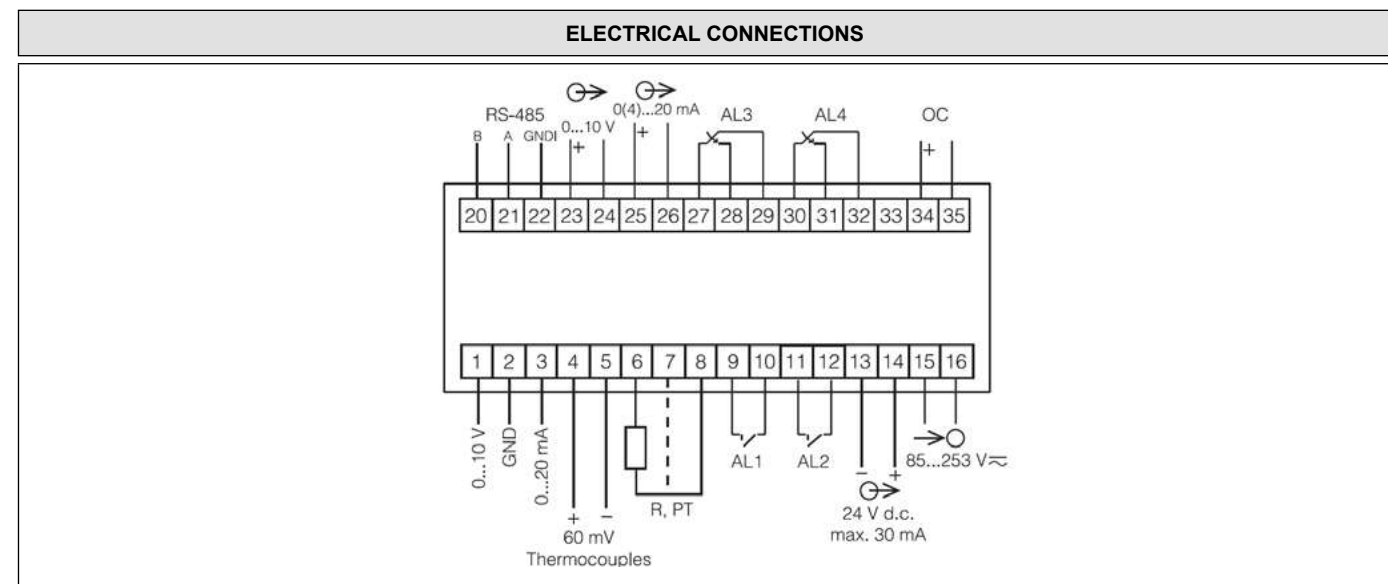 ELECTRICAL CONNECTIONS
RS-485
B A GNDI
0...10 V
+
0(4)...20 mA
+
AL3
AL4
OC
+
20 21 22 23 24 25 26 27 28 29 30 31 32 33 34 35
1 2 3 4 5 6 7 8 9 10 11 12 13 14 15 16
0...10 V
GND
0...20 mA
+ −
60 mV
Thermocouples
R, PT
AL1
AL2
− +
24 V d.c.
max. 30 mA
85...253 V≂